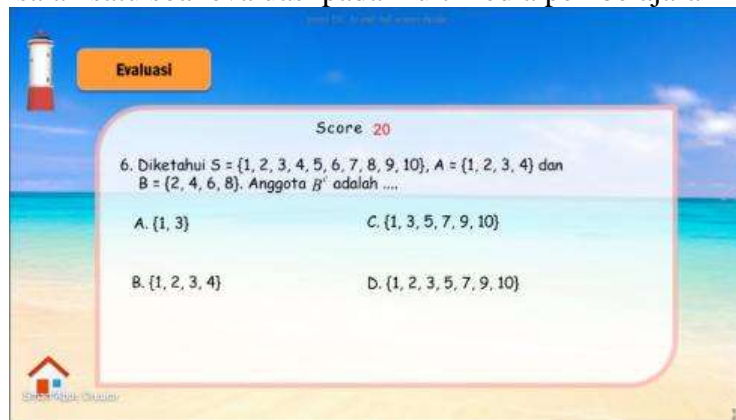 Evaluasi
Score 20
6. Diketahui S = {1, 2, 3, 4, 5, 6, 7, 8, 9, 10}, A = {1, 2, 3, 4} dan
B = {2, 4, 6, 8}. Anggota B' adalah ....
A. {1, 3}
C. {1, 3, 5, 7, 9, 10}
B. {1, 2, 3, 4}
D. {1, 2, 3, 5, 7, 9, 10}